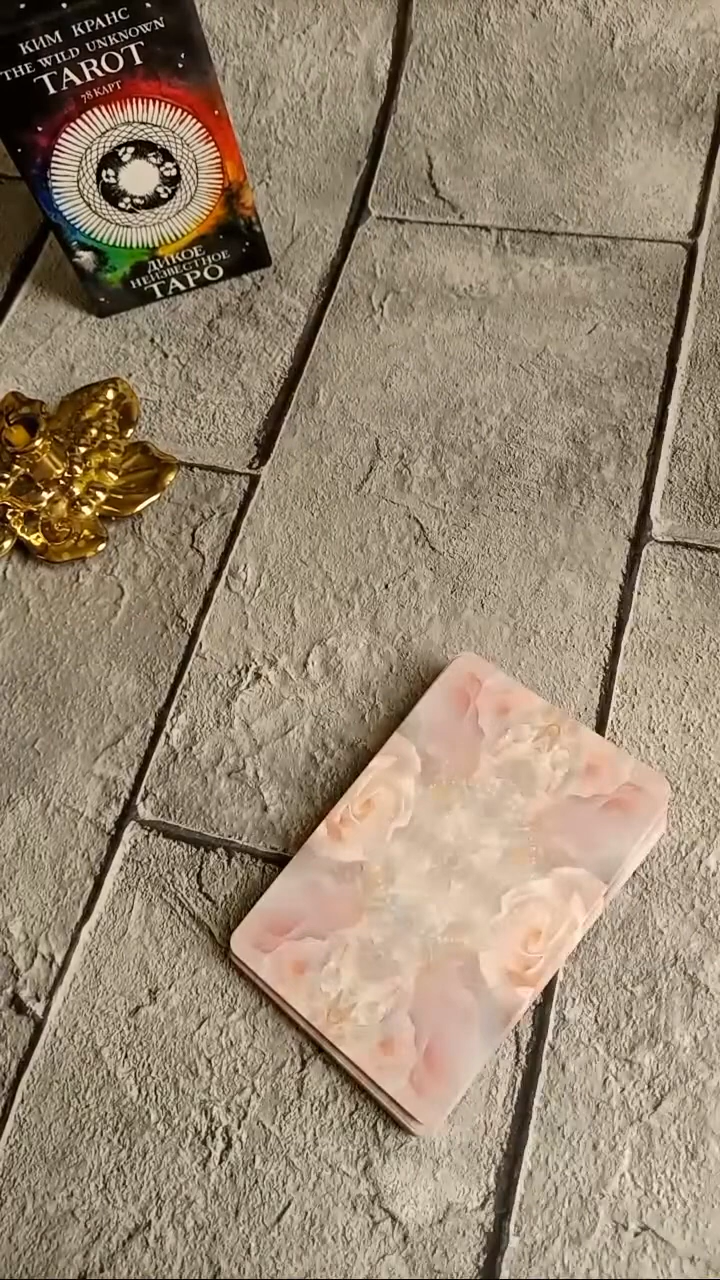 КИМ КРАНС
THE WILD UNKNOWN
TAROT
78 КАРТ
ДИКОЕ
НЕИЗВЕСТНОЕ
ТАРО